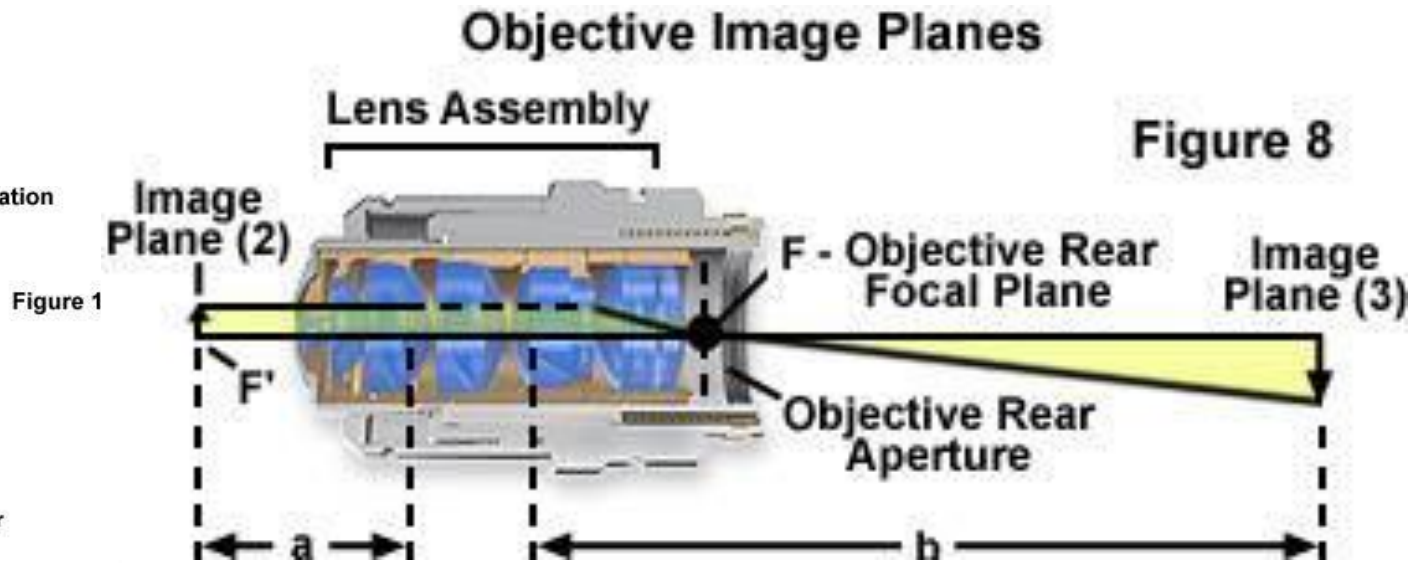 Objective Image Planes
Lens Assembly
Figure 8
ation
Image
Plane (2)
Figure 1
F - Objective Rear
Focal Plane
Image
Plane (3)
F'
Objective Rear
Aperture
r
a
b